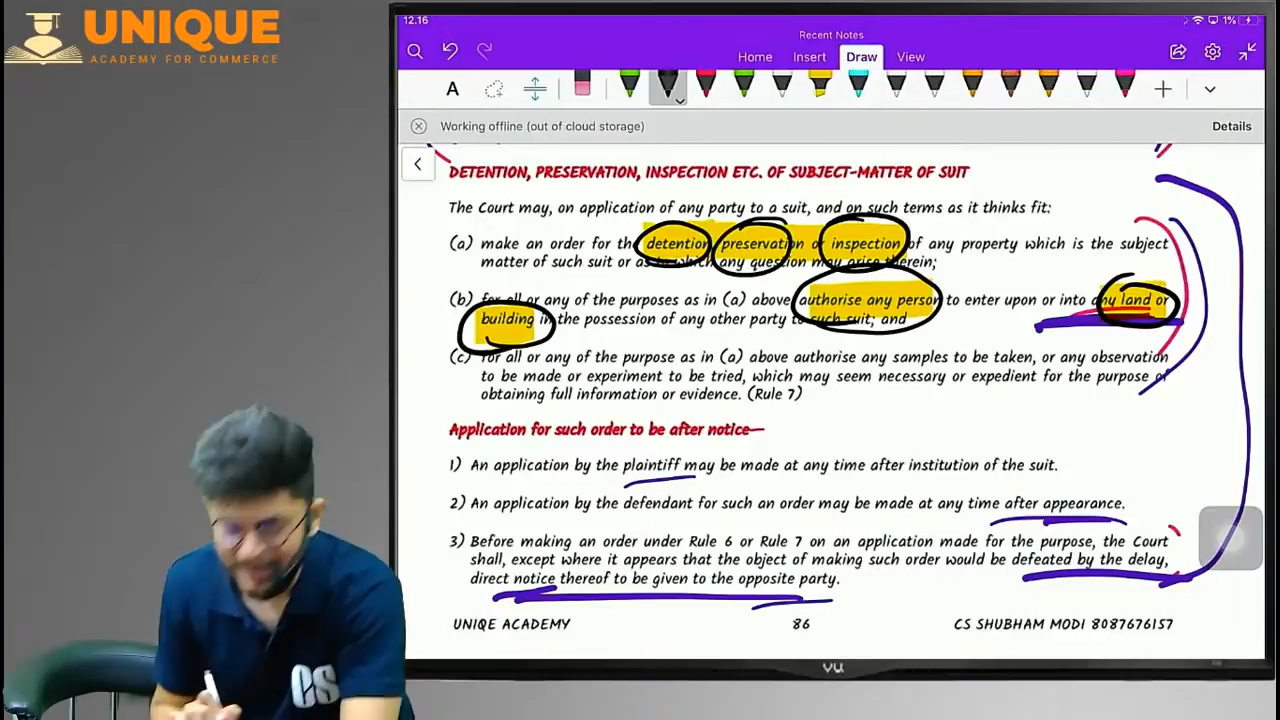 UNIQUE
ACADEMY FOR COMMERCE
12.16
1%
Recent Notes
Home Insert Draw View
A
Working offline (out of cloud storage)
Details
DETENTION, PRESERVATION, INSPECTION ETC. OF SUBJECT-MATTER OF SUIT
The Court may, on application of any party to a suit, and on such terms as it thinks fit:
(a) make an order for the detention, preservation or inspection of any property which is the subject
matter of such suit or as to which any question may arise therein;
(b) for all or any of the purposes as in (a) above authorise any person to enter upon or into any land or
building in the possession of any other party to such suit; and
(c) for all or any of the purpose as in (a) above authorise any samples to be taken, or any observation
to be made or experiment to be tried, which may seem necessary or expedient for the purpose of
obtaining full information or evidence. (Rule 7)
Application for such order to be after notice—
1) An application by the plaintiff may be made at any time after institution of the suit.
2) An application by the defendant for such an order may be made at any time after appearance.
3) Before making an order under Rule 6 or Rule 7 on an application made for the purpose, the Court
shall, except where it appears that the object of making such order would be defeated by the delay,
direct notice thereof to be given to the opposite party.
UNIQE ACADEMY 86 CS SHUBHAM MODI 8087676157
VU
CS